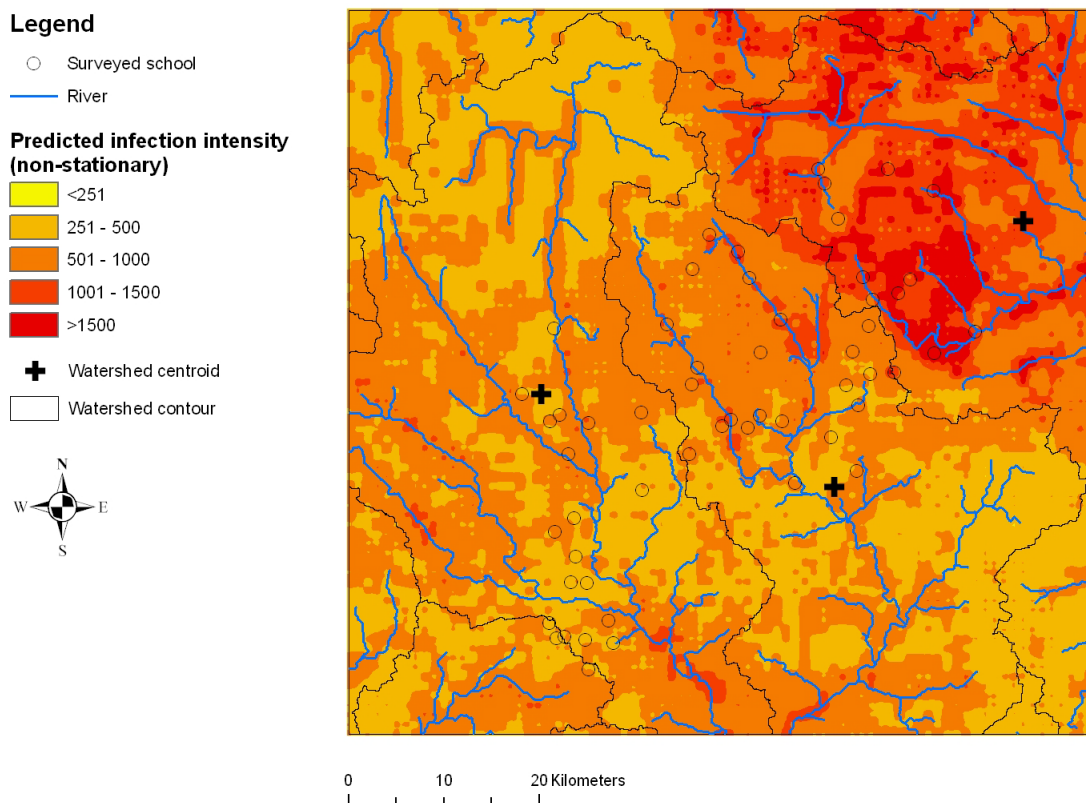 Legend
Surveyed school
River
Predicted infection intensity
(non-stationary)
<251
251 - 500
501 - 1000
1001 - 1500
>1500
Watershed centroid
Watershed contour
N
W E
S
0 10 20 Kilometers